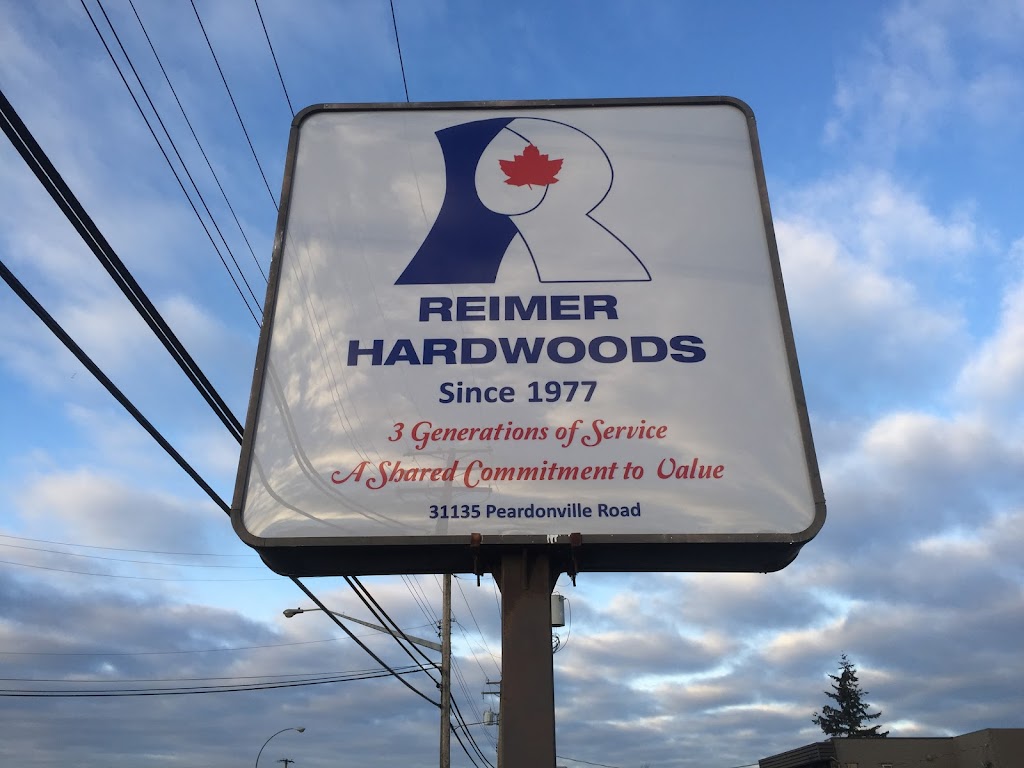 REIMER
HARDWOODS
Since 1977
3 Generations of Service
A Shared Commitment to Value
31135 Peardonville Road